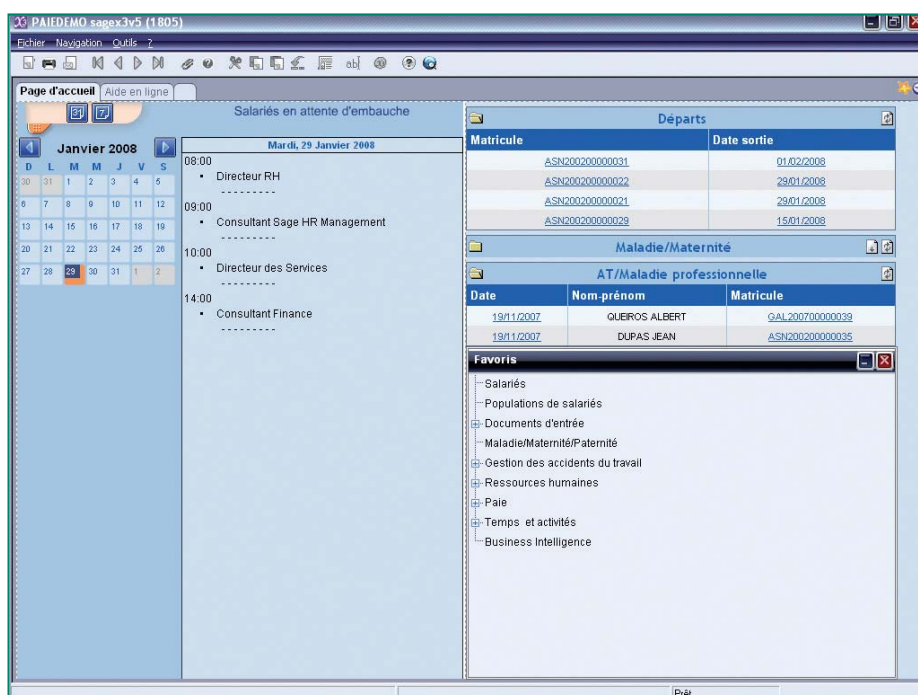 PAIEDEMO sagex3v5 (1805)
Fichier Navigation Outils ?
Page d'accueil Aide en ligne
31 7
Janvier 2008
D L M M J V S
30 31 1 2 3 4 5
6 7 8 9 10 11 12
13 14 15 16 17 18 19
20 21 22 23 24 25 26
27 28 29 30 31 1 2
Salariés en attente d'embauche
Mardi, 29 Janvier 2008
08:00
• Directeur RH
---------
09:00
• Consultant Sage HR Management
---------
10:00
• Directeur des Services
---------
14:00
• Consultant Finance
---------
Départs
Matricule Date sortie
ASN200200000031 01/02/2008
ASN200200000022 29/01/2008
ASN200200000021 29/01/2008
ASN200200000029 15/01/2008
Maladie/Maternité
AT/Maladie professionnelle
Date Nom-prénom Matricule
19/11/2007 QUEIROS ALBERT GAL200700000039
19/11/2007 DUPAS JEAN ASN200200000035
Favoris
Salariés
Populations de salariés
Documents d'entrée
Maladie/Maternité/Paternité
Gestion des accidents du travail
Ressources humaines
Paie
Temps et activités
Business Intelligence
Prêt